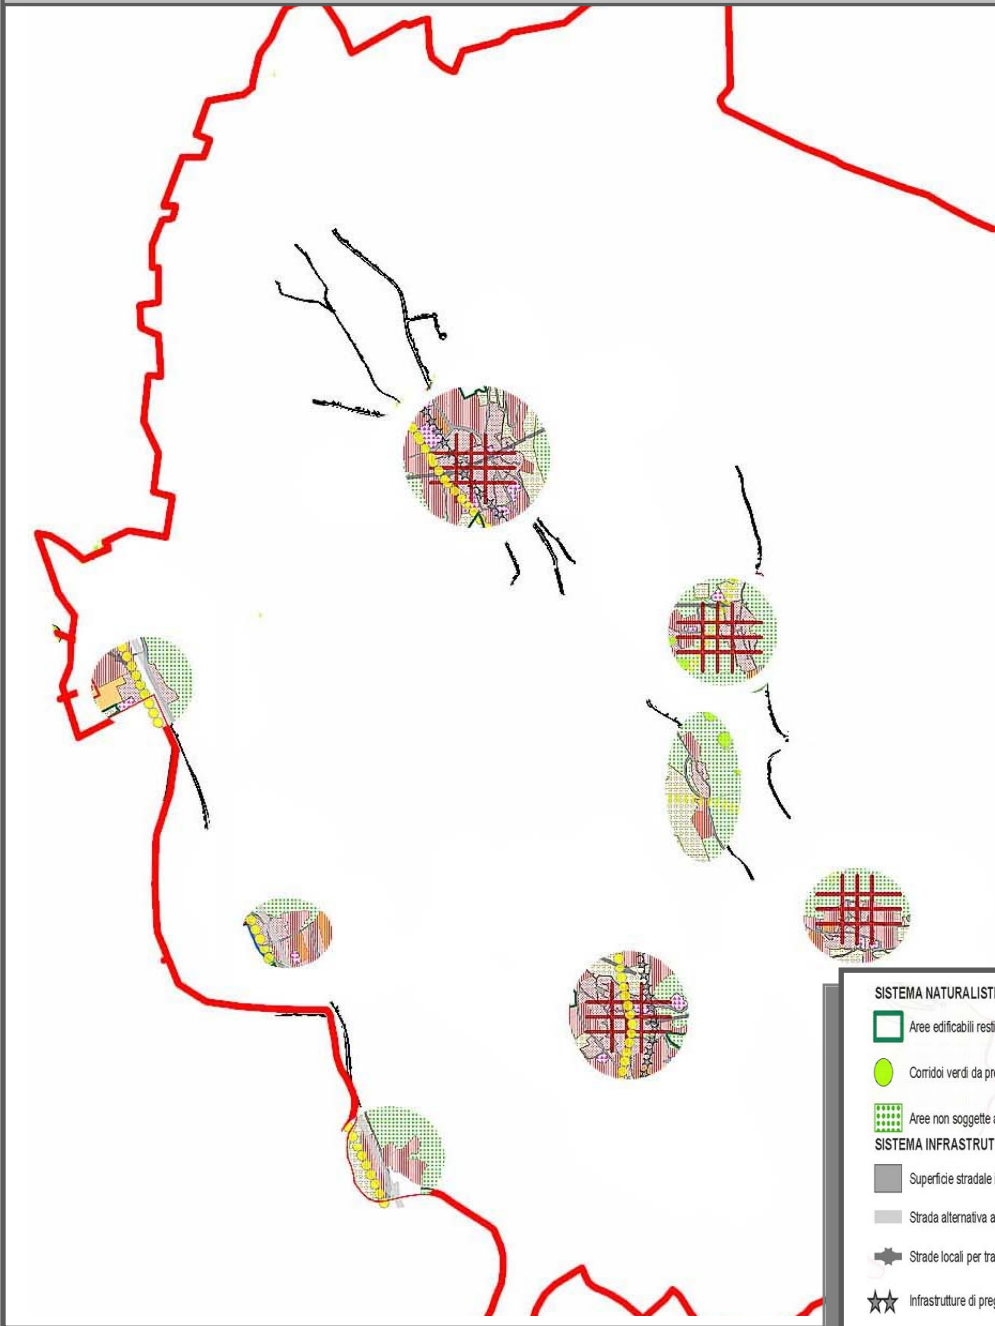 SISTEMA NATURALISTI
Aree edificabili resti
Corridoi verdi da pr
Aree non soggette a
SISTEMA INFRASTRUT
Superficie stradale
Strada alternativa a
Strade locali per tra
Infrastrutture di preg